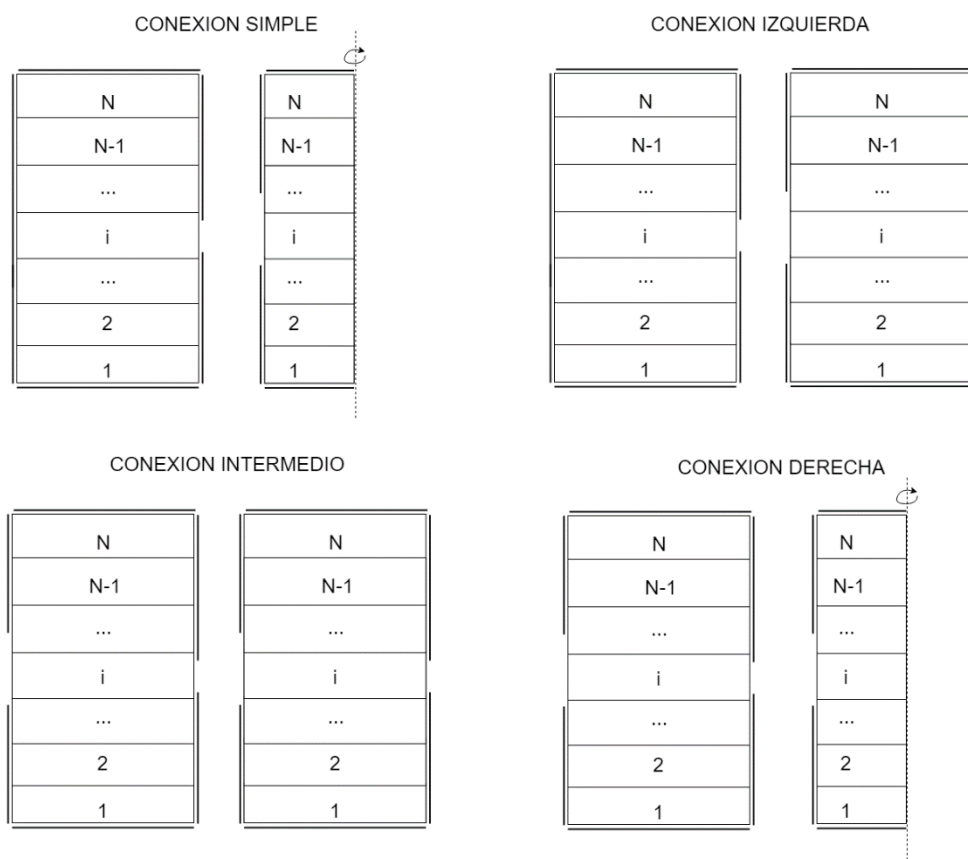 CONEXION SIMPLE
N
N-1
...
i
...
2
1
N
N-1
...
i
...
2
1
CONEXION IZQUIERDA
N
N-1
...
i
...
2
1
N
N-1
...
i
...
2
1
CONEXION INTERMEDIO
N
N-1
...
i
...
2
1
N
N-1
...
i
...
2
1
CONEXION DERECHA
N
N-1
...
i
...
2
1
N
N-1
...
i
...
2
1